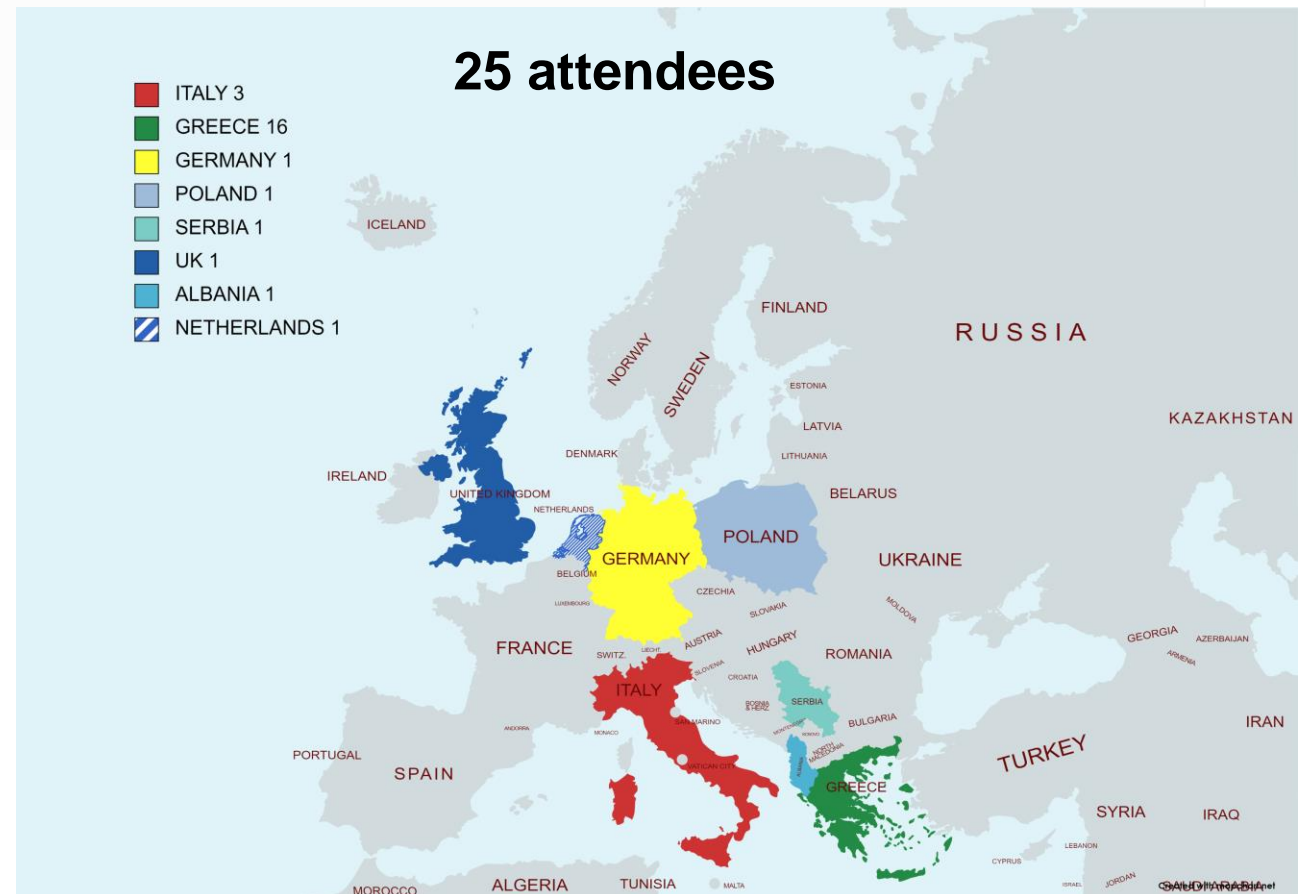 25 attendees
ITALY 3
GREECE 16
GERMANY 1
POLAND 1
SERBIA 1
UK 1
ALBANIA 1
NETHERLANDS 1
ICELAND
FINLAND
RUSSIA
NORWAY
SWEDEN
ESTONIA
KAZAKHSTAN
LATVIA
DENMARK
LITHUANIA
IRELAND
UNITED KINGDOM
BELARUS
NETHERLANDS
POLAND
GERMANY
UKRAINE
BELGIUM
CZECHIA
LUXEMBOURG
SLOVAKIA
MOLDOVA
FRANCE
SWITZ.
LIECHT.
AUSTRIA
HUNGARY
ROMANIA
GEORGIA
AZERBAIJAN
ARMENIA
SLOVENIA
CROATIA
ITALY
BOSNIA
& HERZ.
SERBIA
SAN MARINO
BULGARIA
IRAN
ANDORRA
MONACO
MONTENEGRO
NORTH
MACEDONIA
PORTUGAL
SPAIN
VATICAN CITY
ALBANIA
GREECE
TURKEY
SYRIA
IRAQ
LEBANON
CYPRUS
MOROCCO
ALGERIA
TUNISIA
MALTA
ISRAEL
JORDAN
SAUDI ARABIA